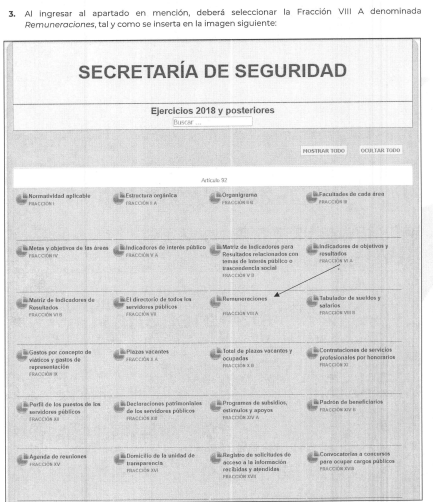 3. Al ingresar al apartado en mención, deberá seleccionar la Fracción VIII A denominada
Remuneraciones, tal y como se inserta en la imagen siguiente:
SECRETARÍA DE SEGURIDAD
Ejercicios 2018 y posteriores
Buscar ...
MOSTRAR TODO OCULTAR TODO
Artículo 92
Normatividad aplicable
FRACCIÓN I
Estructura orgánica
FRACCIÓN II A
Organigrama
FRACCIÓN II B
Facultades de cada área
FRACCIÓN III
Metas y objetivos de las áreas
FRACCIÓN IV
Indicadores de interés público
FRACCIÓN V A
Matriz de Indicadores para
Resultados relacionados con
temas de interés público o
trascendencia social
FRACCIÓN V B
Indicadores de objetivos y
resultados
FRACCIÓN VI A
Matriz de Indicadores de
Resultados
FRACCIÓN VI B
El directorio de todos los
servidores públicos
FRACCIÓN VII
Remuneraciones
FRACCIÓN VIII A
Tabulador de sueldos y
salarios
FRACCIÓN VIII B
Gastos por concepto de
viáticos y gastos de
representación
FRACCIÓN IX
Plazas vacantes
FRACCIÓN X A
Total de plazas vacantes y
ocupadas
FRACCIÓN X B
Contrataciones de servicios
profesionales por honorarios
FRACCIÓN XI
Perfil de los puestos de los
servidores públicos
FRACCIÓN XII
Declaraciones patrimoniales
de los servidores públicos
FRACCIÓN XIII
Programas de subsidios,
estímulos y apoyos
FRACCIÓN XIV A
Padrón de beneficiarios
FRACCIÓN XIV B
Agenda de reuniones
FRACCIÓN XV
Domicilio de la unidad de
transparencia
FRACCIÓN XVI
Registro de solicitudes de
acceso a la información
recibidas y atendidas
FRACCIÓN XVII
Convocatorias a concursos
para ocupar cargos públicos
FRACCIÓN XVIII